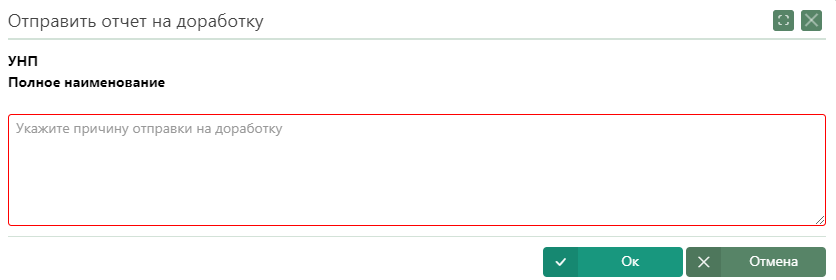 Отправить отчет на доработку
УНП
Полное наименование
Укажите причину отправки на доработку
Ок
Отмена